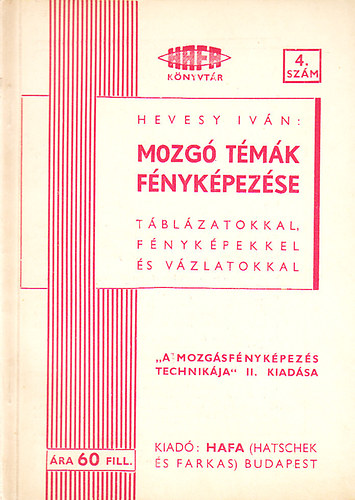 HAFA
KÖNYVTÁR
4.
SZÁM
HEVESY IVÁN:
MOZGÓ TÉMÁK
FÉNYKÉPEZÉSE
TÁBLÁZATOKKAL,
FÉNYKÉPEKKEL
ÉS VÁZLATOKKAL
„A MOZGÁSFÉNYKÉPEZÉS
TECHNIKÁJA" II. KIADÁSA
ÁRA 60 FILL.
KIADÓ: HAFA (HATSCHEK
ÉS FARKAS) BUDAPEST